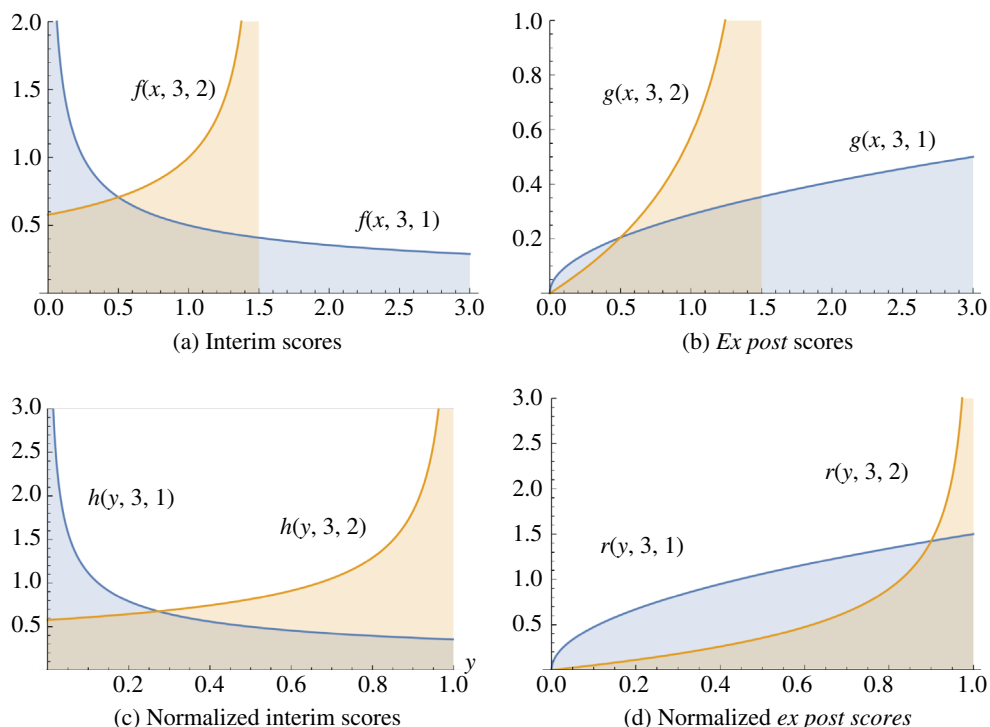 2.0
1.5
1.0
0.5
0.0 0.5 1.0 1.5 2.0 2.5 3.0
f(x, 3, 2)
f(x, 3, 1)
(a) Interim scores
1.0
0.8
0.6
0.4
0.2
0.0 0.5 1.0 1.5 2.0 2.5 3.0
g(x, 3, 2)
g(x, 3, 1)
(b) Ex post scores
3.0
2.5
2.0
1.5
1.0
0.5
0.2 0.4 0.6 0.8 1.0
y
h(y, 3, 1)
h(y, 3, 2)
(c) Normalized interim scores
3.0
2.5
2.0
1.5
1.0
0.5
0.0 0.2 0.4 0.6 0.8 1.0
r(y, 3, 2)
r(y, 3, 1)
(d) Normalized ex post scores